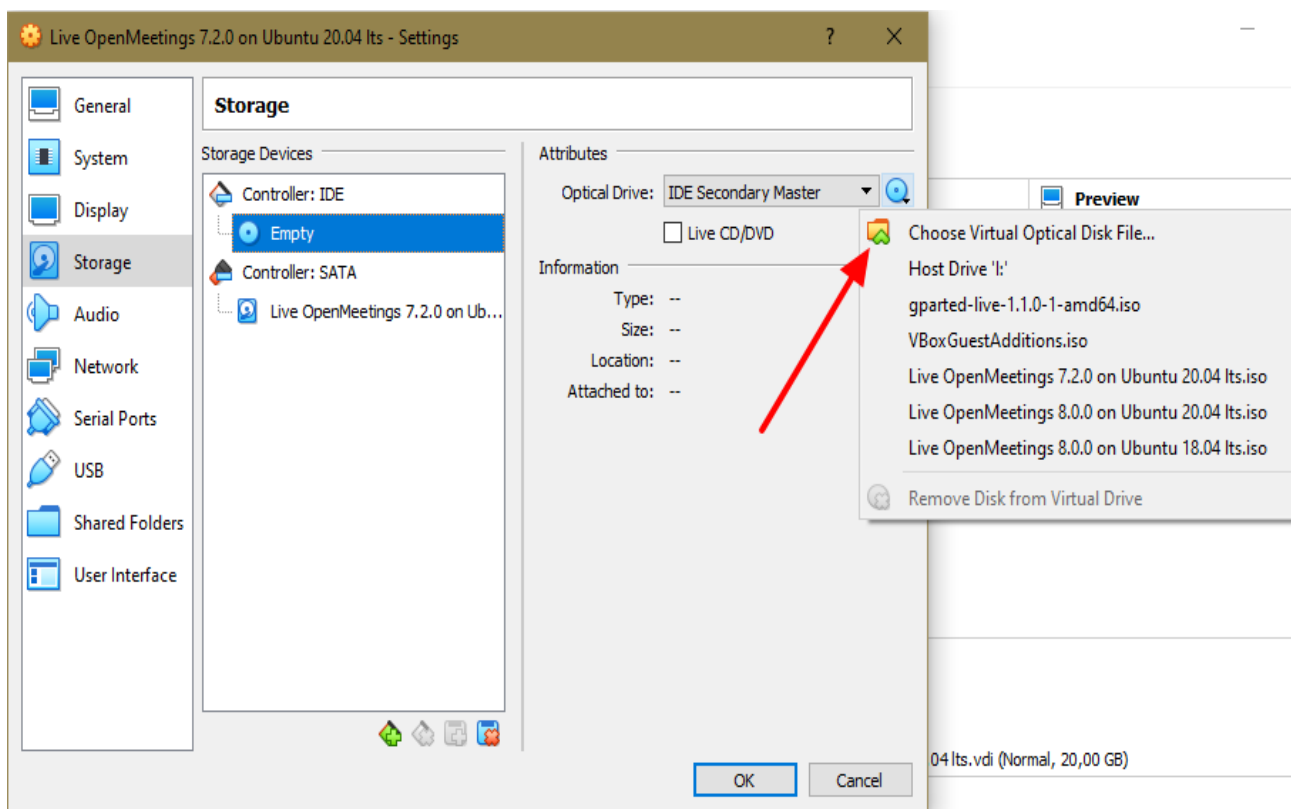 Live OpenMeetings 7.2.0 on Ubuntu 20.04 lts - Settings
?
General
System
Display
Storage
Audio
Network
Serial Ports
USB
Shared Folders
User Interface
Storage
Storage Devices
Controller: IDE
Empty
Controller: SATA
Live OpenMeetings 7.2.0 on Ub...
Attributes
Optical Drive: IDE Secondary Master
Live CD/DVD
Information
Type: --
Size: --
Location: --
Attached to: --
OK Cancel
Preview
Choose Virtual Optical Disk File...
Host Drive 'I:'
gparted-live-1.1.0-1-amd64.iso
VBoxGuestAdditions.iso
Live OpenMeetings 7.2.0 on Ubuntu 20.04 lts.iso
Live OpenMeetings 8.0.0 on Ubuntu 20.04 lts.iso
Live OpenMeetings 8.0.0 on Ubuntu 18.04 lts.iso
Remove Disk from Virtual Drive
04 lts.vdi (Normal, 20,00 GB)